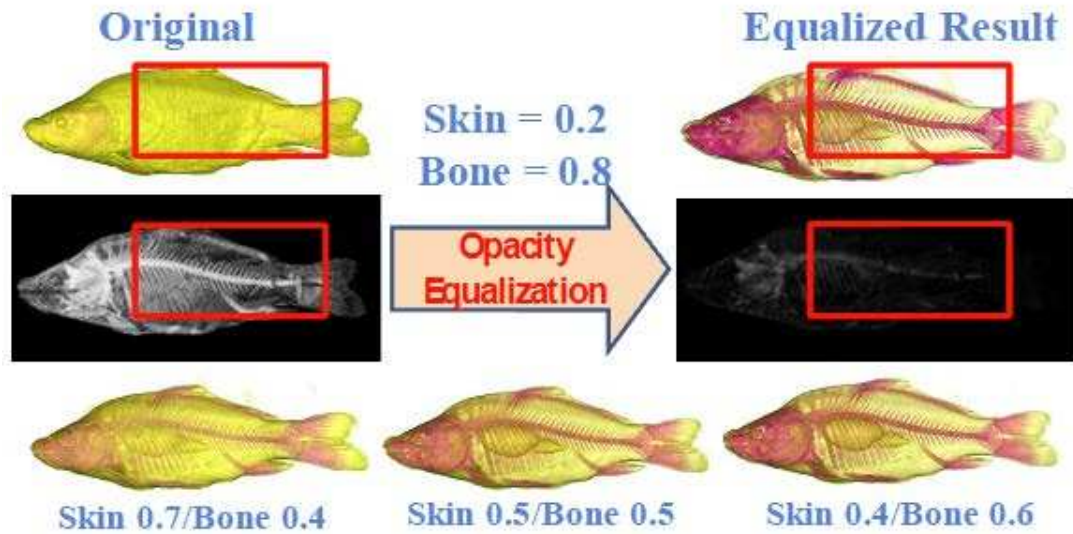 Original
Equalized Result
Skin = 0.2
Bone = 0.8
Opacity
Equalization
Skin 0.7/Bone 0.4
Skin 0.5/Bone 0.5
Skin 0.4/Bone 0.6